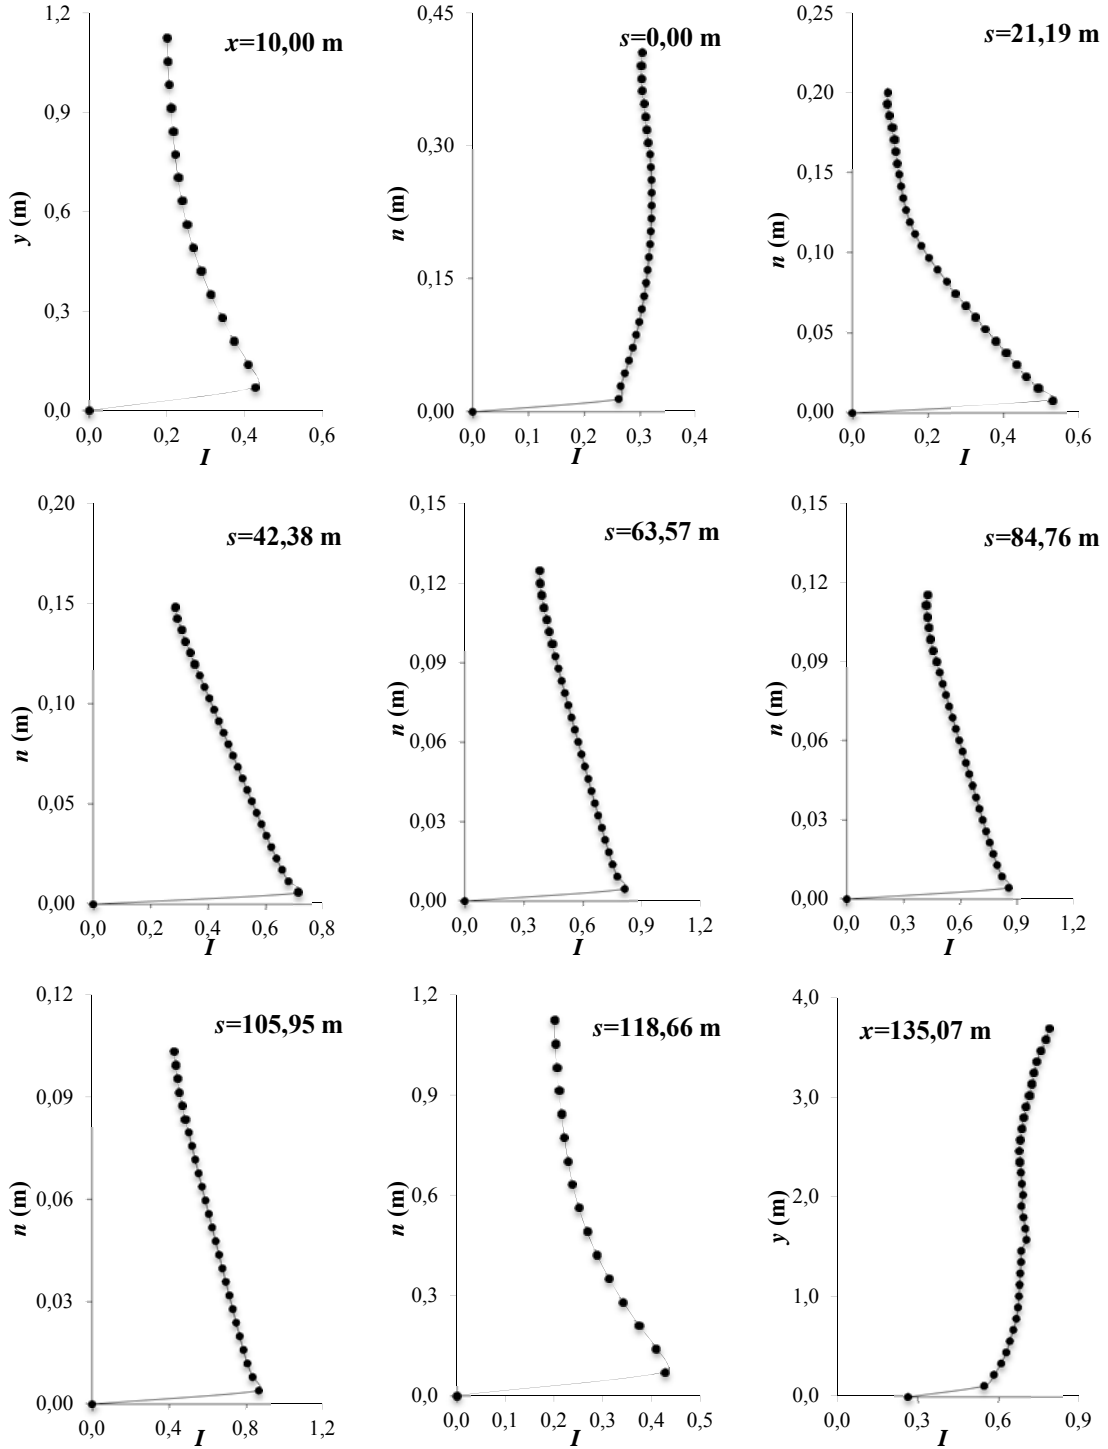 x=10,00 m
1,2
0,9
0,6
0,3
0,0
y (m)
0,0 0,2 0,4 0,6
I
s=0,00 m
0,45
0,30
0,15
0,00
n (m)
0,0 0,1 0,2 0,3 0,4
I
s=21,19 m
0,25
0,20
0,15
0,10
0,05
0,00
n (m)
0,0 0,2 0,4 0,6
I
s=42,38 m
0,20
0,15
0,10
0,05
0,00
n (m)
0,0 0,2 0,4 0,6 0,8
I
s=63,57 m
0,15
0,12
0,09
0,06
0,03
0,00
n (m)
0,0 0,3 0,6 0,9 1,2
I
s=84,76 m
0,15
0,12
0,09
0,06
0,03
0,00
n (m)
0,0 0,3 0,6 0,9 1,2
I
s=105,95 m
0,12
0,09
0,06
0,03
0,00
n (m)
0,0 0,4 0,8 1,2
I
s=118,66 m
1,2
0,9
0,6
0,3
0,0
n (m)
0,0 0,1 0,2 0,3 0,4 0,5
I
x=135,07 m
4,0
3,0
2,0
1,0
0,0
y (m)
0,0 0,3 0,6 0,9
I